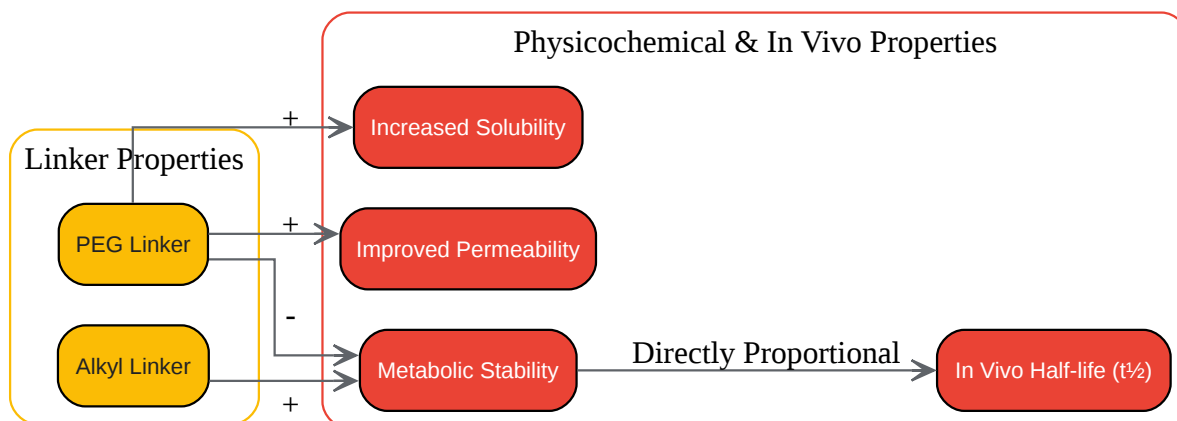 Physicochemical & In Vivo Properties
+
Increased Solubility
Linker Properties
PEG Linker
+
Improved Permeability
-
Alkyl Linker
+
Metabolic Stability
Directly Proportional
In Vivo Half-life (t½)